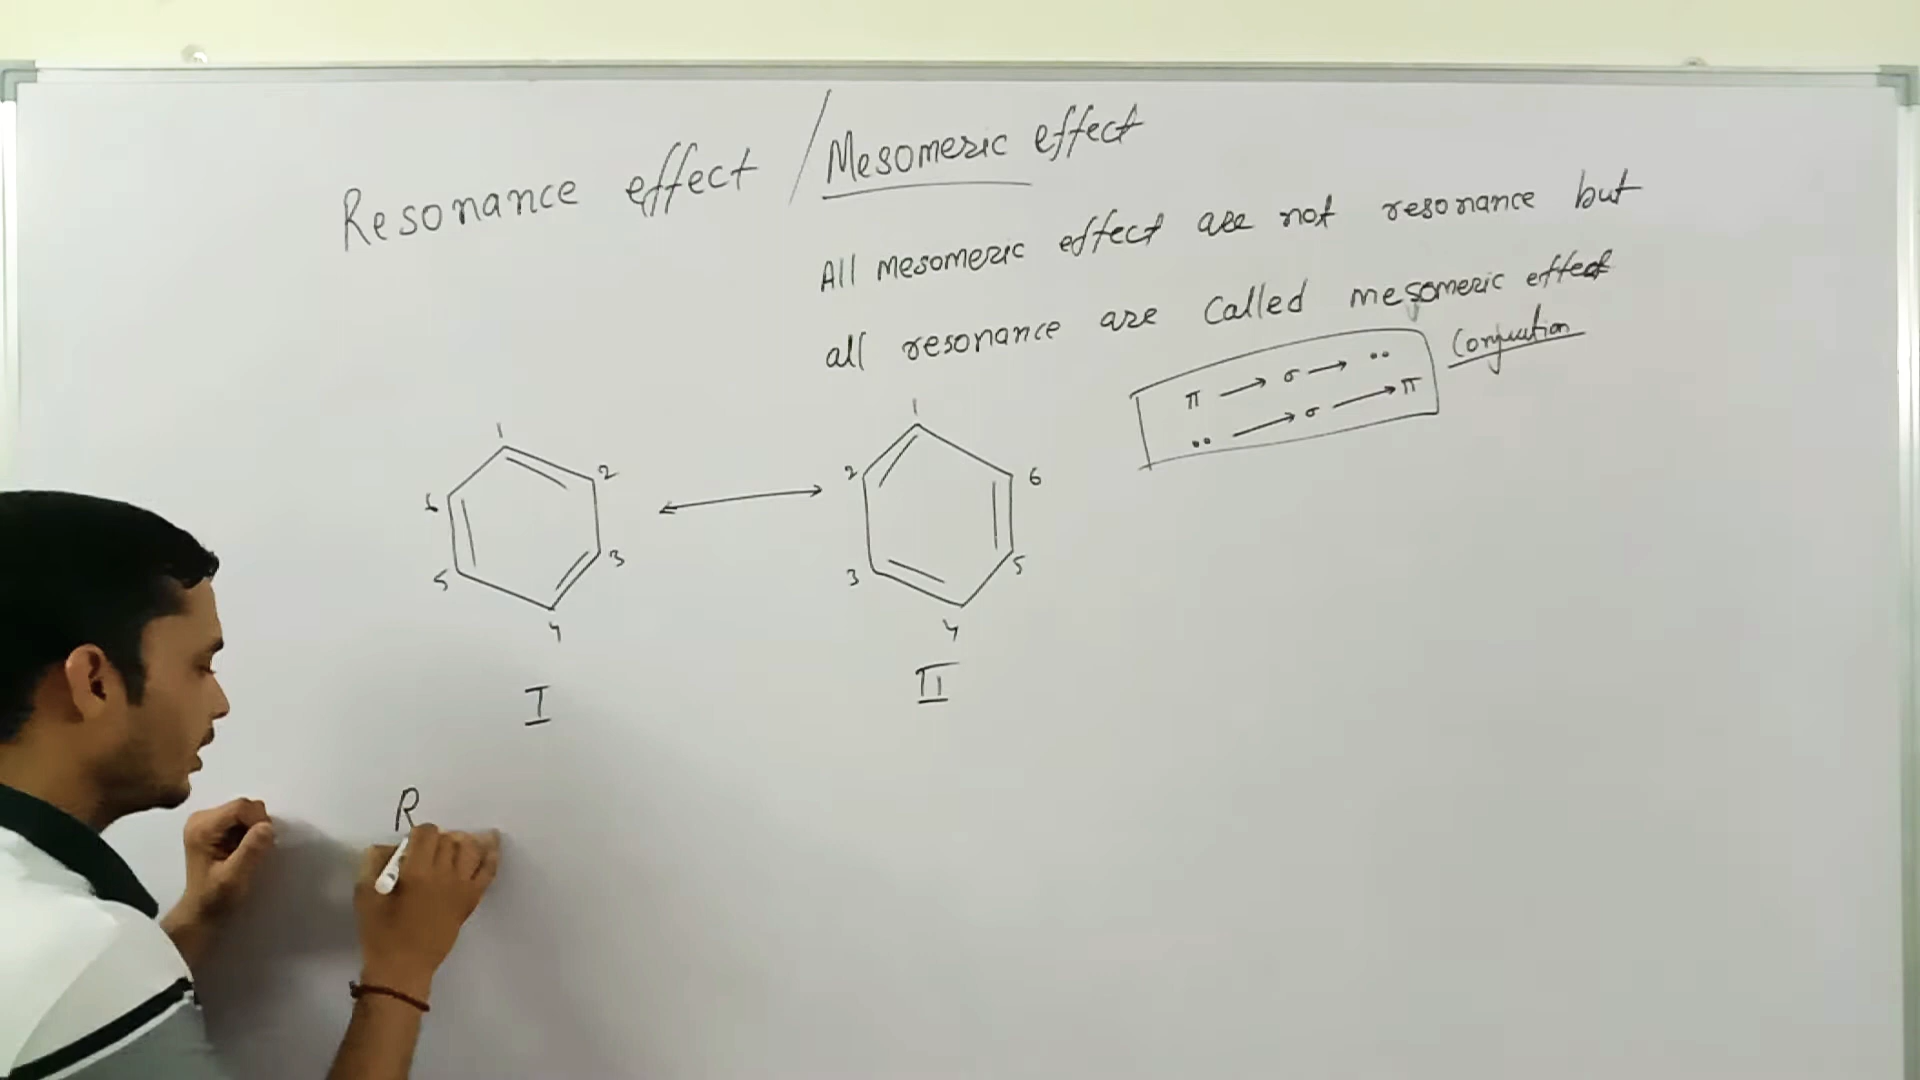 Resonance effect / Mesomeric effect
All mesomeric effect are not resonance but
all resonance are called mesomeric effect
π → σ → ••
•• → σ → π
1
2
3
4
5
6
I
1
2
3
4
5
6
II
R